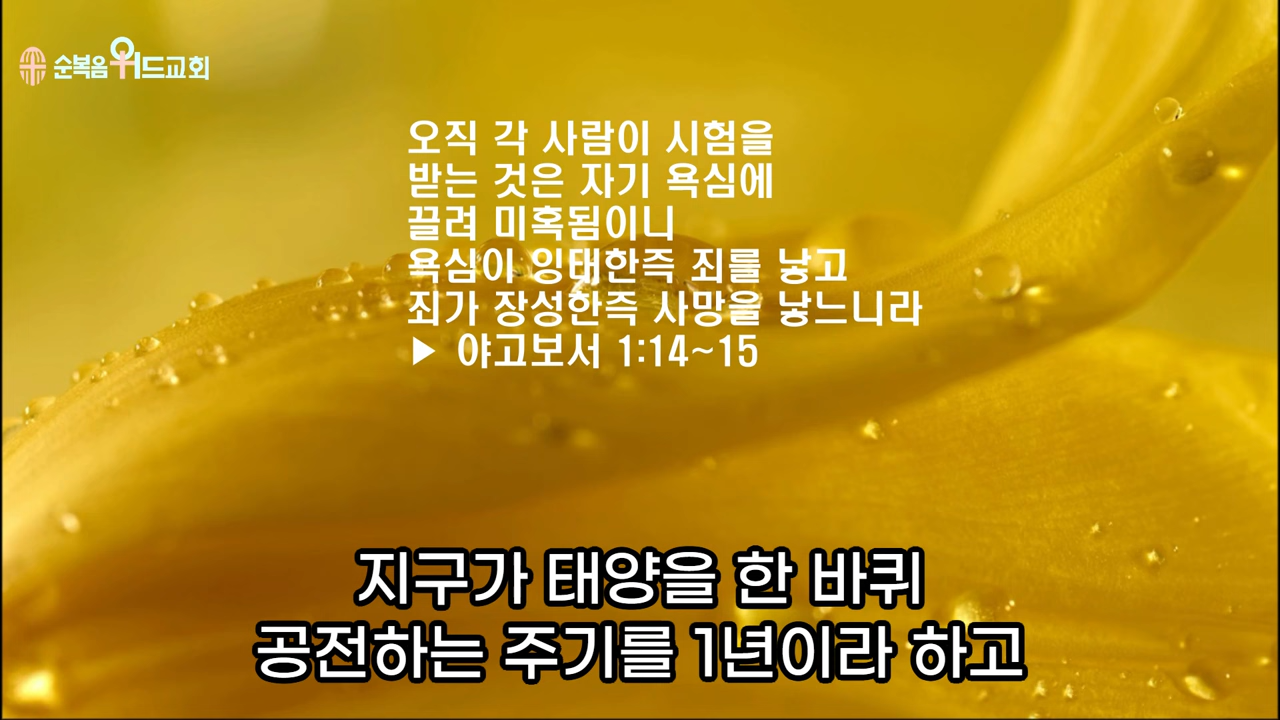 순복음위드교회
오직 각 사람이 시험을
받는 것은 자기 욕심에
끌려 미혹됨이니
욕심이 잉태한즉 죄를 낳고
죄가 장성한즉 사망을 낳느니라
▶ 야고보서 1:14~15
지구가 태양을 한 바퀴
공전하는 주기를 1년이라 하고